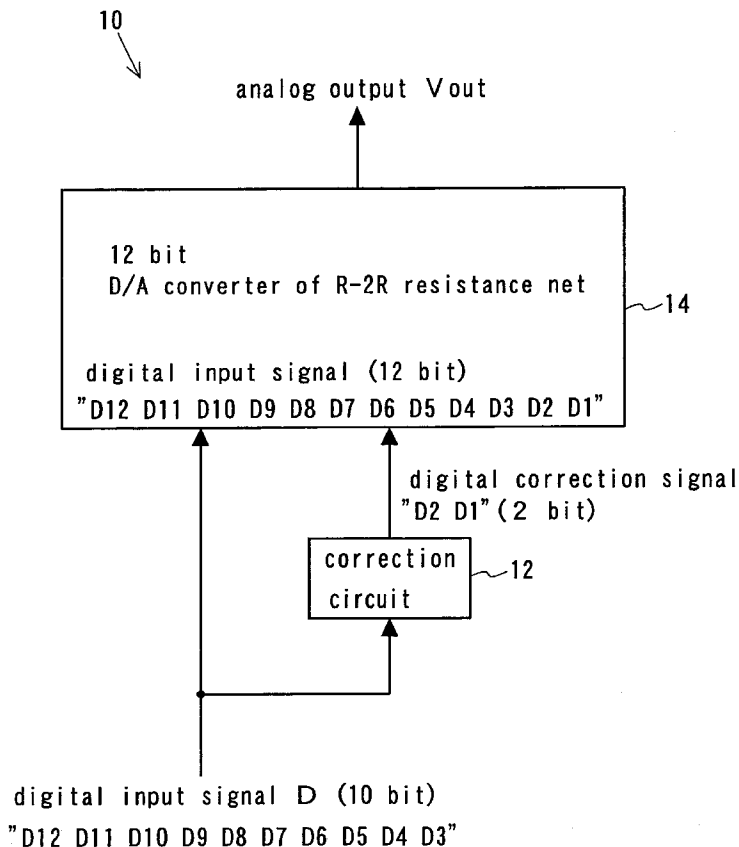 10
analog output Vout
12 bit
D/A converter of R-2R resistance net
14
digital input signal (12 bit)
"D12 D11 D10 D9 D8 D7 D6 D5 D4 D3 D2 D1"
digital correction signal
"D2 D1" (2 bit)
correction
circuit
12
digital input signal D (10 bit)
"D12 D11 D10 D9 D8 D7 D6 D5 D4 D3"